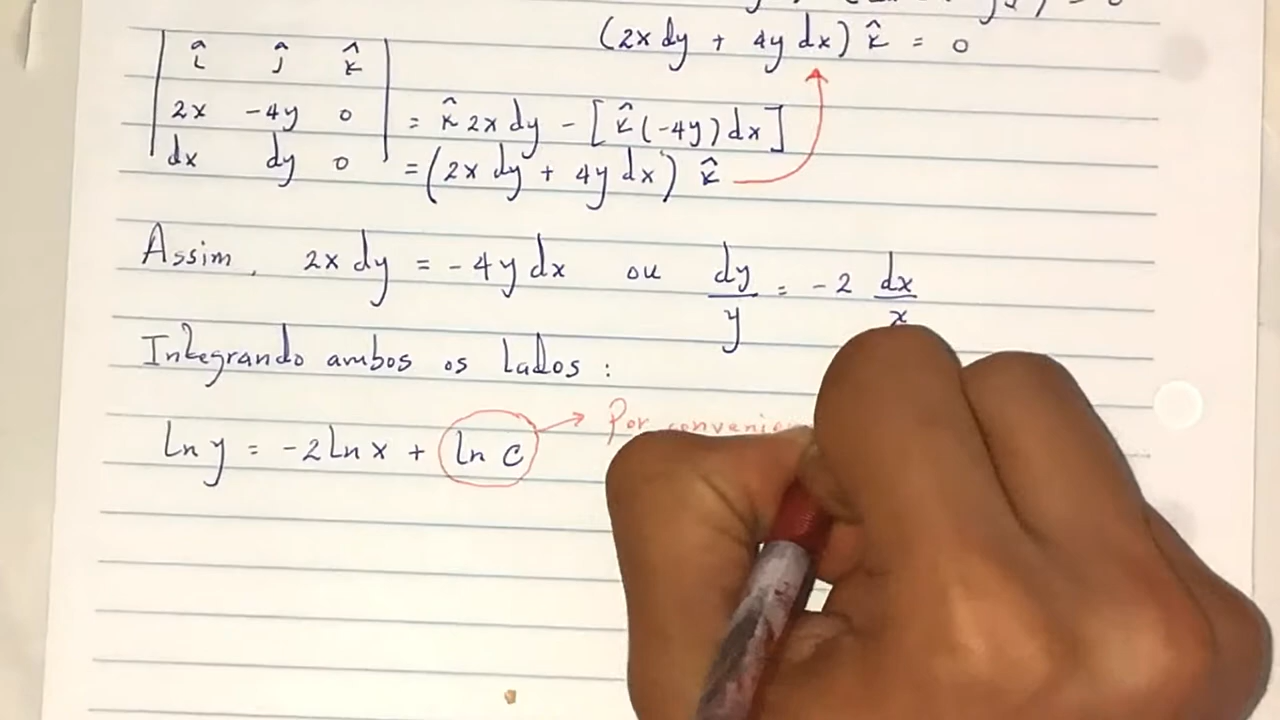 (2x dy + 4y dx) k̂ = 0
| î ĵ k̂ |
| 2x -4y 0 | = k̂ 2x dy - [k̂ (-4y) dx]
| dx dy 0 | = (2x dy + 4y dx) k̂
Assim, 2x dy = -4y dx ou dy/y = -2 dx/x
Integrando ambos os lados :
Por
ln y = -2 ln x + ln c